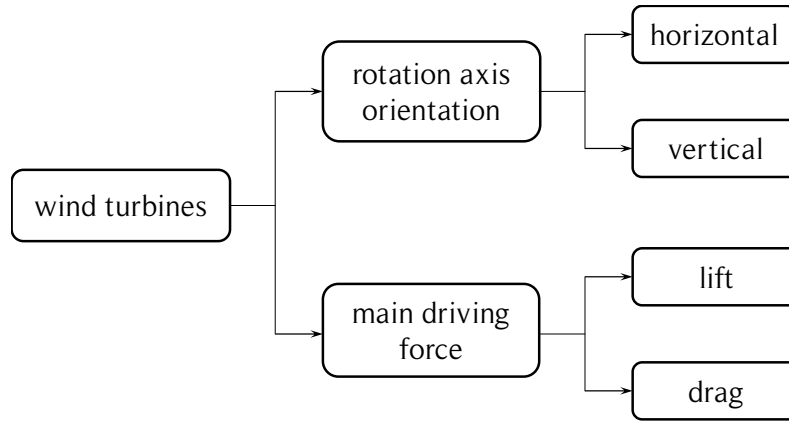 wind turbines
rotation axis
orientation
horizontal
vertical
main driving
force
lift
drag